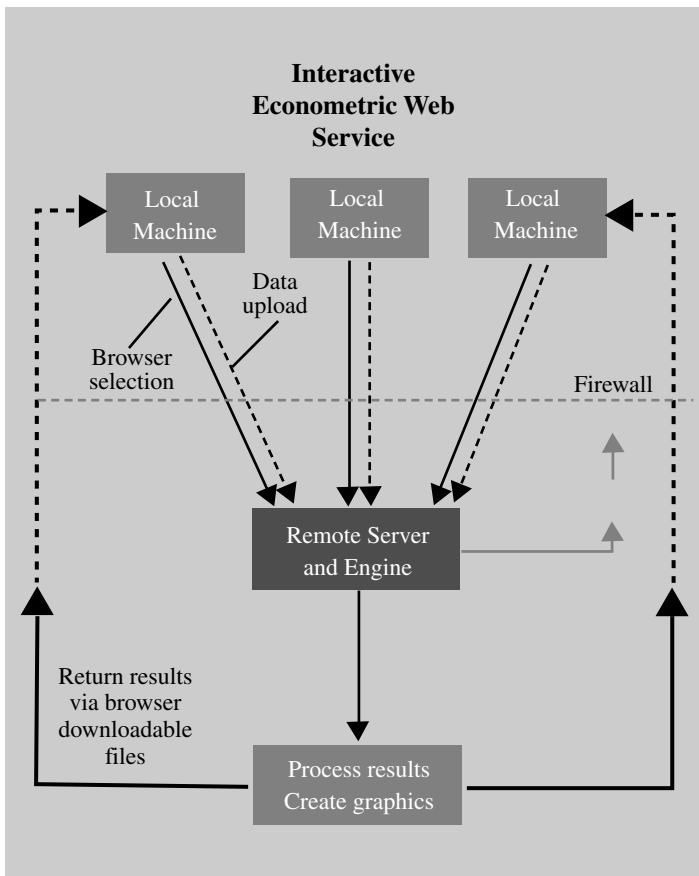 Interactive
Econometric Web
Service
Local
Machine
Local
Machine
Local
Machine
Data
upload
Browser
selection
Firewall
Remote Server
and Engine
Return results
via browser
downloadable
files
Process results
Create graphics